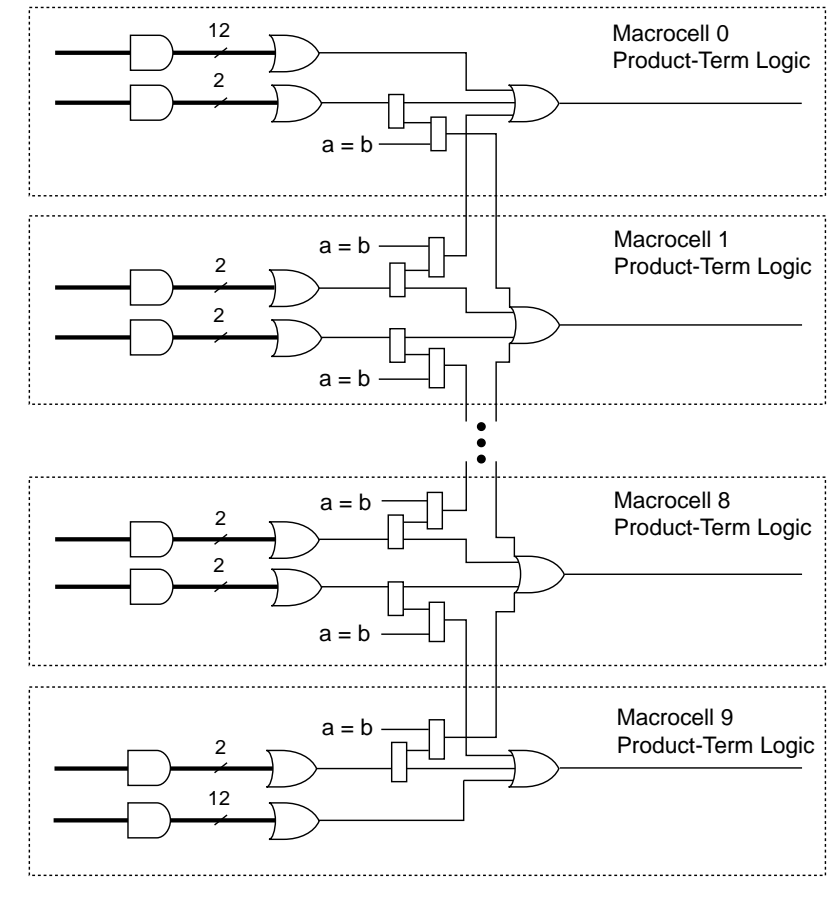 12
Macrocell 0
Product-Term Logic
2
a = b
Macrocell 1
Product-Term Logic
a = b
2
2
a = b
Macrocell 8
Product-Term Logic
a = b
2
2
a = b
Macrocell 9
Product-Term Logic
a = b
2
12